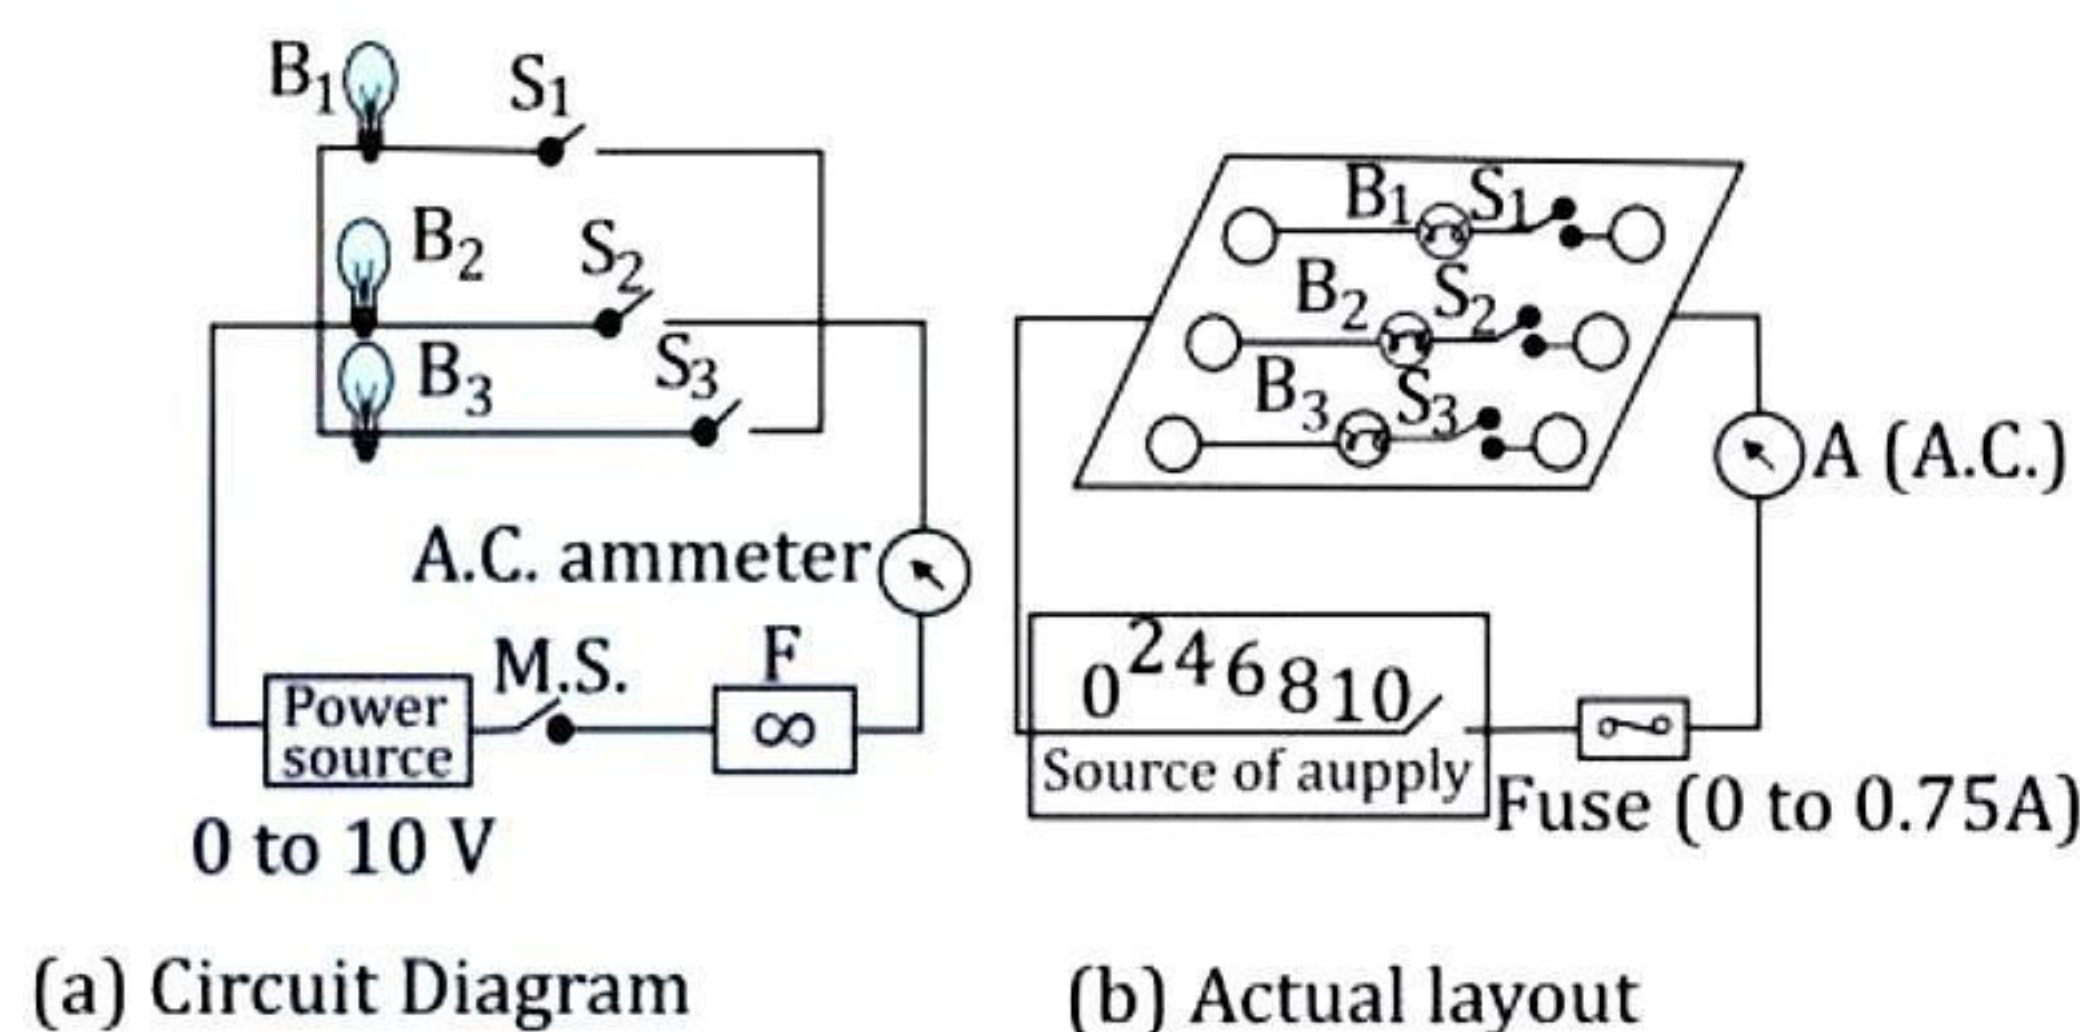 B₁
S₁
B₂
S₂
B₃
S₃
A.C. ammeter
M.S.
F
∞
Power
source
0 to 10 V
(a) Circuit Diagram
B₁ S₁
B₂ S₂
B₃ S₃
A (A.C.)
0 2 4 6 8 10
Source of aupply
Fuse (0 to 0.75A)
(b) Actual layout